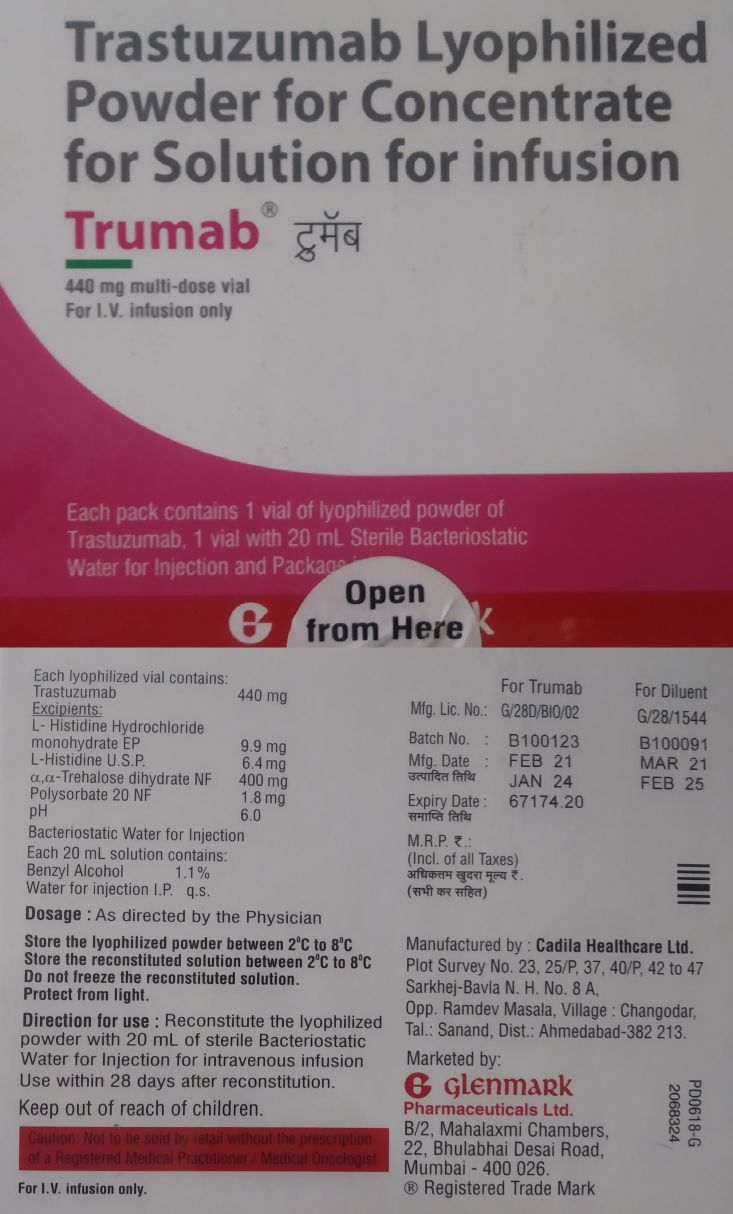 Trastuzumab Lyophilized
Powder for Concentrate
for Solution for infusion
Trumab® ट्रुमॅब
440 mg multi-dose vial
For I.V. infusion only
Each pack contains 1 vial of lyophilized powder of
Trastuzumab, 1 vial with 20 mL Sterile Bacteriostatic
Water for Injection and Package
Open
from Here
Each lyophilized vial contains:
Trastuzumab 440 mg
Excipients:
L- Histidine Hydrochloride
monohydrate EP 9.9 mg
L-Histidine U.S.P. 6.4 mg
α,α-Trehalose dihydrate NF 400 mg
Polysorbate 20 NF 1.8 mg
pH 6.0
Bacteriostatic Water for Injection
Each 20 mL solution contains:
Benzyl Alcohol 1.1%
Water for injection I.P. q.s.
Dosage : As directed by the Physician
Store the lyophilized powder between 2⁰C to 8⁰C
Store the reconstituted solution between 2⁰C to 8⁰C
Do not freeze the reconstituted solution.
Protect from light.
Direction for use : Reconstitute the lyophilized
powder with 20 mL of sterile Bacteriostatic
Water for Injection for intravenous infusion
Use within 28 days after reconstitution.
Keep out of reach of children.
Caution: Not to be sold by retail without the prescription
of a Registered Medical Practitioner / Medical Oncologist.
For I.V. infusion only.
For Trumab For Diluent
Mfg. Lic. No.: G/28D/BIO/02 G/28/1544
Batch No. : B100123 B100091
Mfg. Date : FEB 21 MAR 21
उत्पादित तिथि JAN 24 FEB 25
Expiry Date : 67174.20
समाप्ति तिथि
M.R.P. ₹.:
(Incl. of all Taxes)
अधिकतम खुदरा मूल्य ₹.
(सभी कर सहित)
Manufactured by : Cadila Healthcare Ltd.
Plot Survey No. 23, 25/P, 37, 40/P, 42 to 47
Sarkhej-Bavla N. H. No. 8 A,
Opp. Ramdev Masala, Village : Changodar,
Tal.: Sanand, Dist.: Ahmedabad-382 213.
Marketed by:
glenmark
Pharmaceuticals Ltd.
B/2, Mahalaxmi Chambers,
22, Bhulabhai Desai Road,
Mumbai - 400 026.
® Registered Trade Mark
PD0618-G
2068324